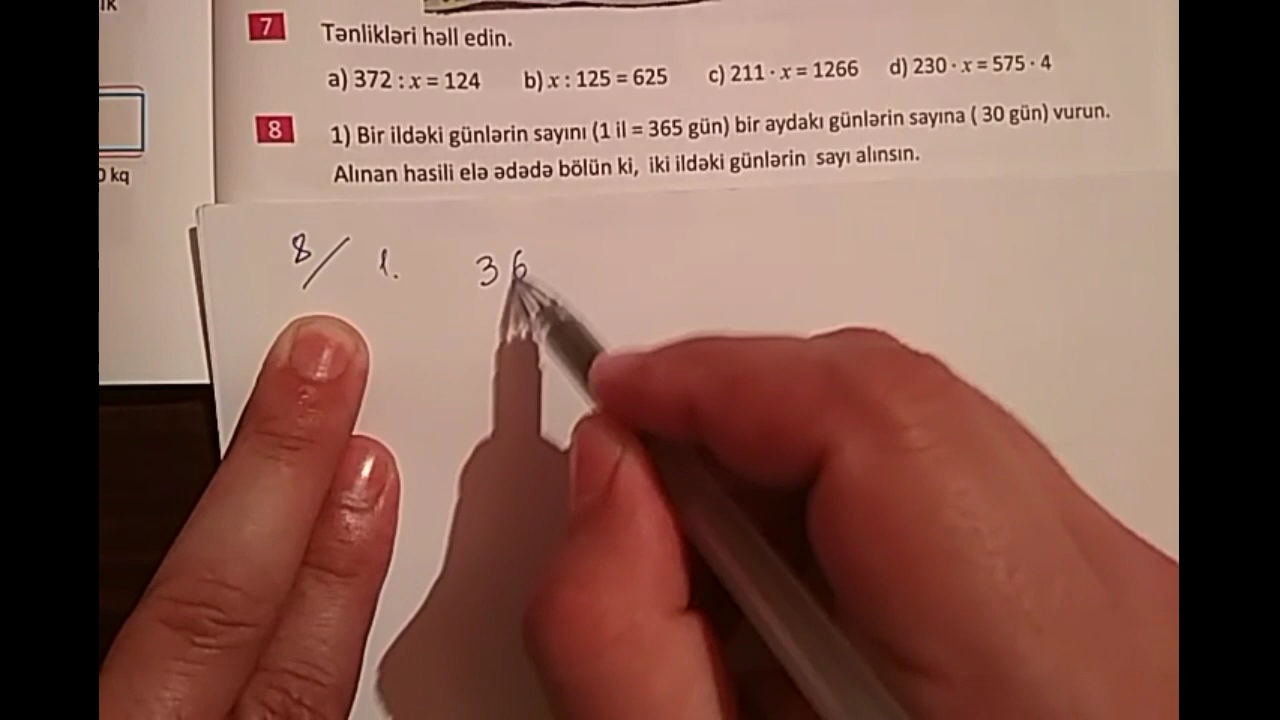 7 Tənlikləri həll edin.
a) 372 : x = 124 b) x : 125 = 625 c) 211 · x = 1266 d) 230 · x = 575 · 4
8 1) Bir ildəki günlərin sayını (1 il = 365 gün) bir aydakı günlərin sayına ( 30 gün) vurun.
Alınan hasili elə ədədə bölün ki, iki ildəki günlərin sayı alınsın.
kq
8/ 1. 36